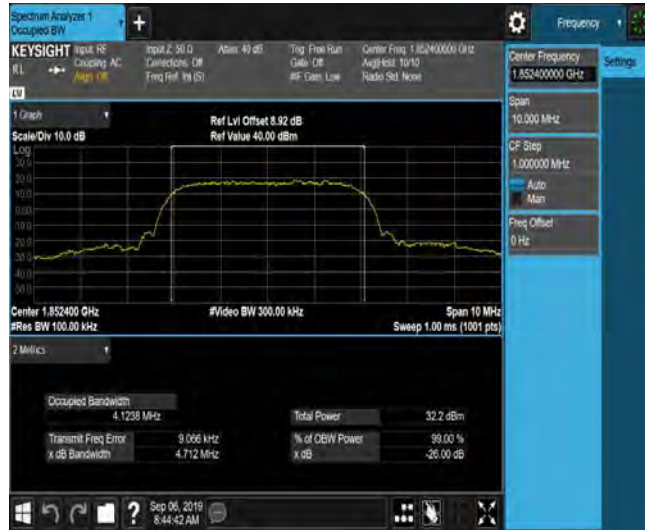 Spectrum Analyzer 1
Occupied BW
+
Frequency
KEYSIGHT Input: RF Input Z: 50 Ω Atten: 40 dB Trig: Free Run Center Freq: 1.852400000 GHz
RL Coupling: AC Corrections: Off Gate: Off Avg|Hold: 10/10
Align: Off Freq Ref: Int (S) #IF Gain: Low Radio Std: None
LV
Center Frequency
1.852400000 GHz
Settings
Span
10.000 MHz
CF Step
1.000000 MHz
Auto
Man
Freq Offset
0 Hz
1 Graph
Ref Lvl Offset 8.92 dB
Scale/Div 10.0 dB Ref Value 40.00 dBm
Log
30.0
20.0
10.0
0.00
-10.0
-20.0
-30.0
-40.0
-50.0
Center 1.852400 GHz #Video BW 300.00 kHz Span 10 MHz
#Res BW 100.00 kHz Sweep 1.00 ms (1001 pts)
2 Metrics
Occupied Bandwidth
4.1238 MHz Total Power 32.2 dBm
Transmit Freq Error 9.066 kHz % of OBW Power 99.00 %
x dB Bandwidth 4.712 MHz x dB -26.00 dB
? Sep 06, 2019
8:44:42 AM